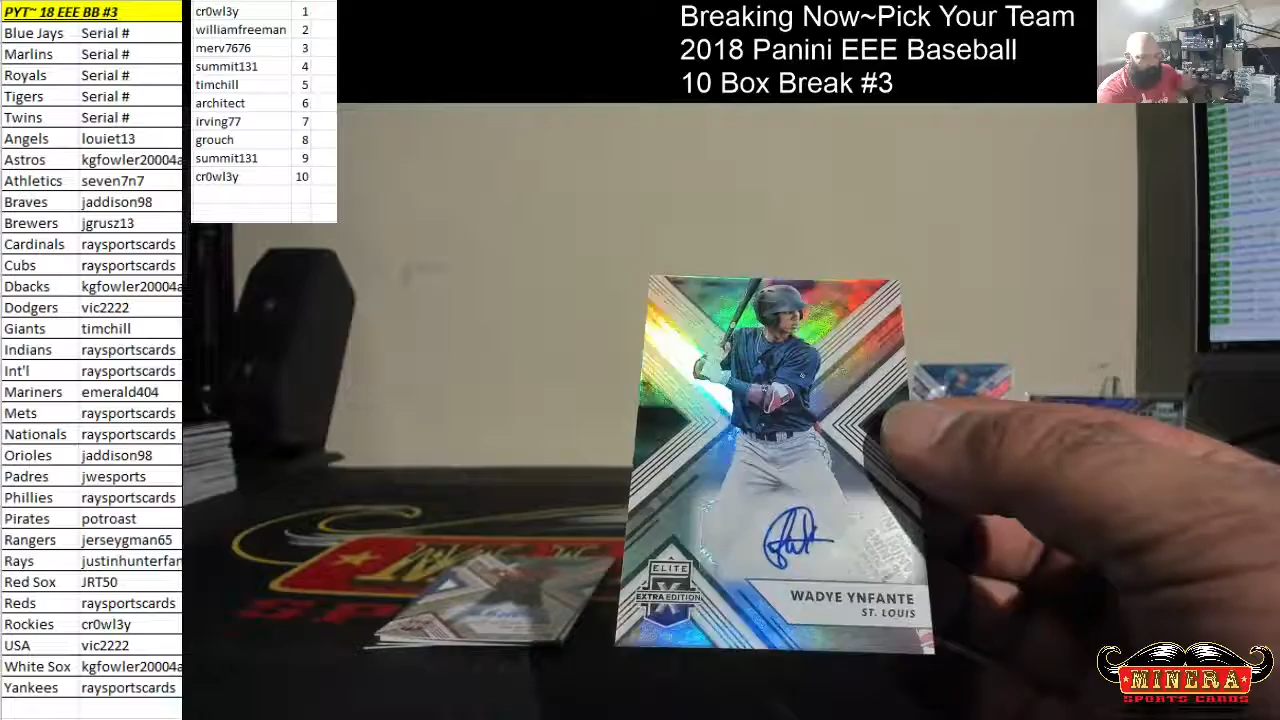 PYT~ 18 EEE BB #3
Blue Jays Serial #
Marlins Serial #
Royals Serial #
Tigers Serial #
Twins Serial #
Angels louiet13
Astros kgfowler20004a
Athletics seven7n7
Braves jaddison98
Brewers jgrusz13
Cardinals raysportscards
Cubs raysportscards
Dbacks kgfowler20004a
Dodgers vic2222
Giants timchill
Indians raysportscards
Int'l raysportscards
Mariners emerald404
Mets raysportscards
Nationals raysportscards
Orioles jaddison98
Padres jwesports
Phillies raysportscards
Pirates potroast
Rangers jerseygman65
Rays justinhunterfan
Red Sox JRT50
Reds raysportscards
Rockies cr0wl3y
USA vic2222
White Sox kgfowler20004a
Yankees raysportscards
cr0wl3y 1
williamfreeman 2
merv7676 3
summit131 4
timchill 5
architect 6
irving77 7
grouch 8
summit131 9
cr0wl3y 10
Breaking Now~Pick Your Team
2018 Panini EEE Baseball
10 Box Break #3
ELITE
EXTRA EDITION
X
WADYE YNFANTE
ST. LOUIS
MINERA
SPORTS CARDS